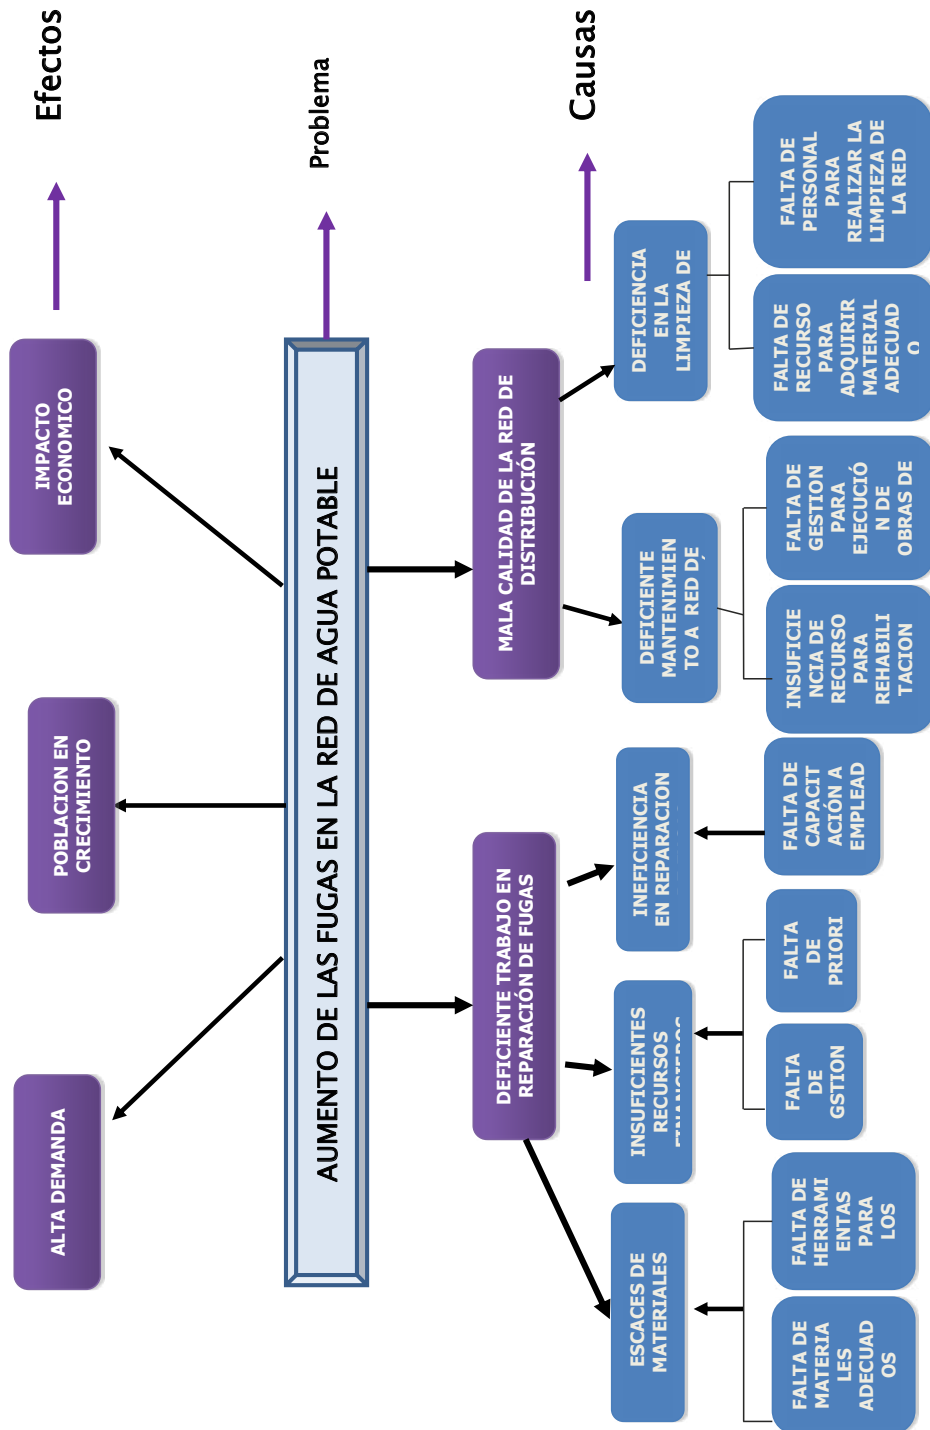 Efectos
ALTA DEMANDA
POBLACION EN
CRECIMIENTO
IMPACTO
ECONOMICO
Problema
AUMENTO DE LAS FUGAS EN LA RED DE AGUA POTABLE
Causas
DEFICIENTE TRABAJO EN
REPARACIÓN DE FUGAS
MALA CALIDAD DE LA RED DE
DISTRIBUCIÓN
ESCACES DE
MATERIALES
INSUFICIENTES
RECURSOS
FINANCIEROS
INEFICIENCIA
EN REPARACION
DEFICIENTE
MANTENIMIEN
TO A RED DE
DEFICIENCIA
EN LA
LIMPIEZA DE
FALTA DE
MATERIA
LES
ADECUAD
OS
FALTA DE
HERRAMI
ENTAS
PARA
LOS
FALTA
DE
GSTION
FALTA
DE
PRIORI
FALTA DE
CAPACIT
ACIÓN A
EMPLEAD
INSUFICIE
NCIA DE
RECURSO
PARA
REHABILI
TACION
FALTA DE
GESTION
PARA
EJECUCIÓ
N DE
OBRAS DE
FALTA DE
RECURSO
PARA
ADQUIRIR
MATERIAL
ADECUAD
O
FALTA DE
PERSONAL
PARA
REALIZAR LA
LIMPIEZA DE
LA RED